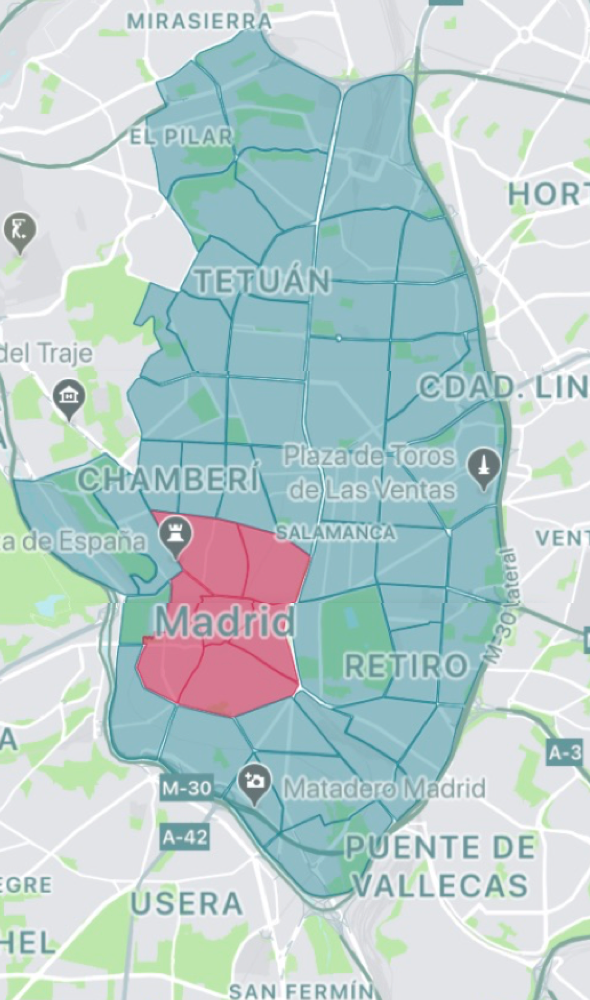 MIRASIERRA
EL PILAR
HORT
TETUÁN
del Traje
CDAD. LIN
CHAMBERÍ
Plaza de Toros
de Las Ventas
a de España
SALAMANCA
VENT
M-30 Lateral
Madrid
RETIRO
A
A-3
M-30
Matadero Madrid
A-42
PUENTE DE
VALLECAS
EGRE
USERA
HEL
SAN FERMÍN